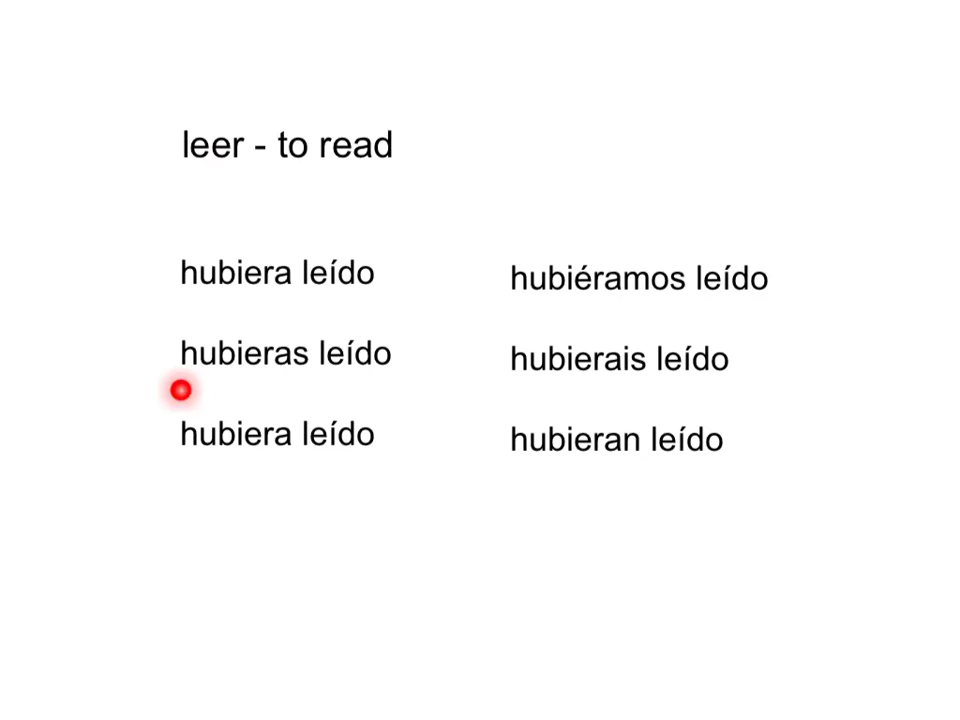 leer - to read
hubiera leído
hubieras leído
hubiera leído
hubiéramos leído
hubierais leído
hubieran leído